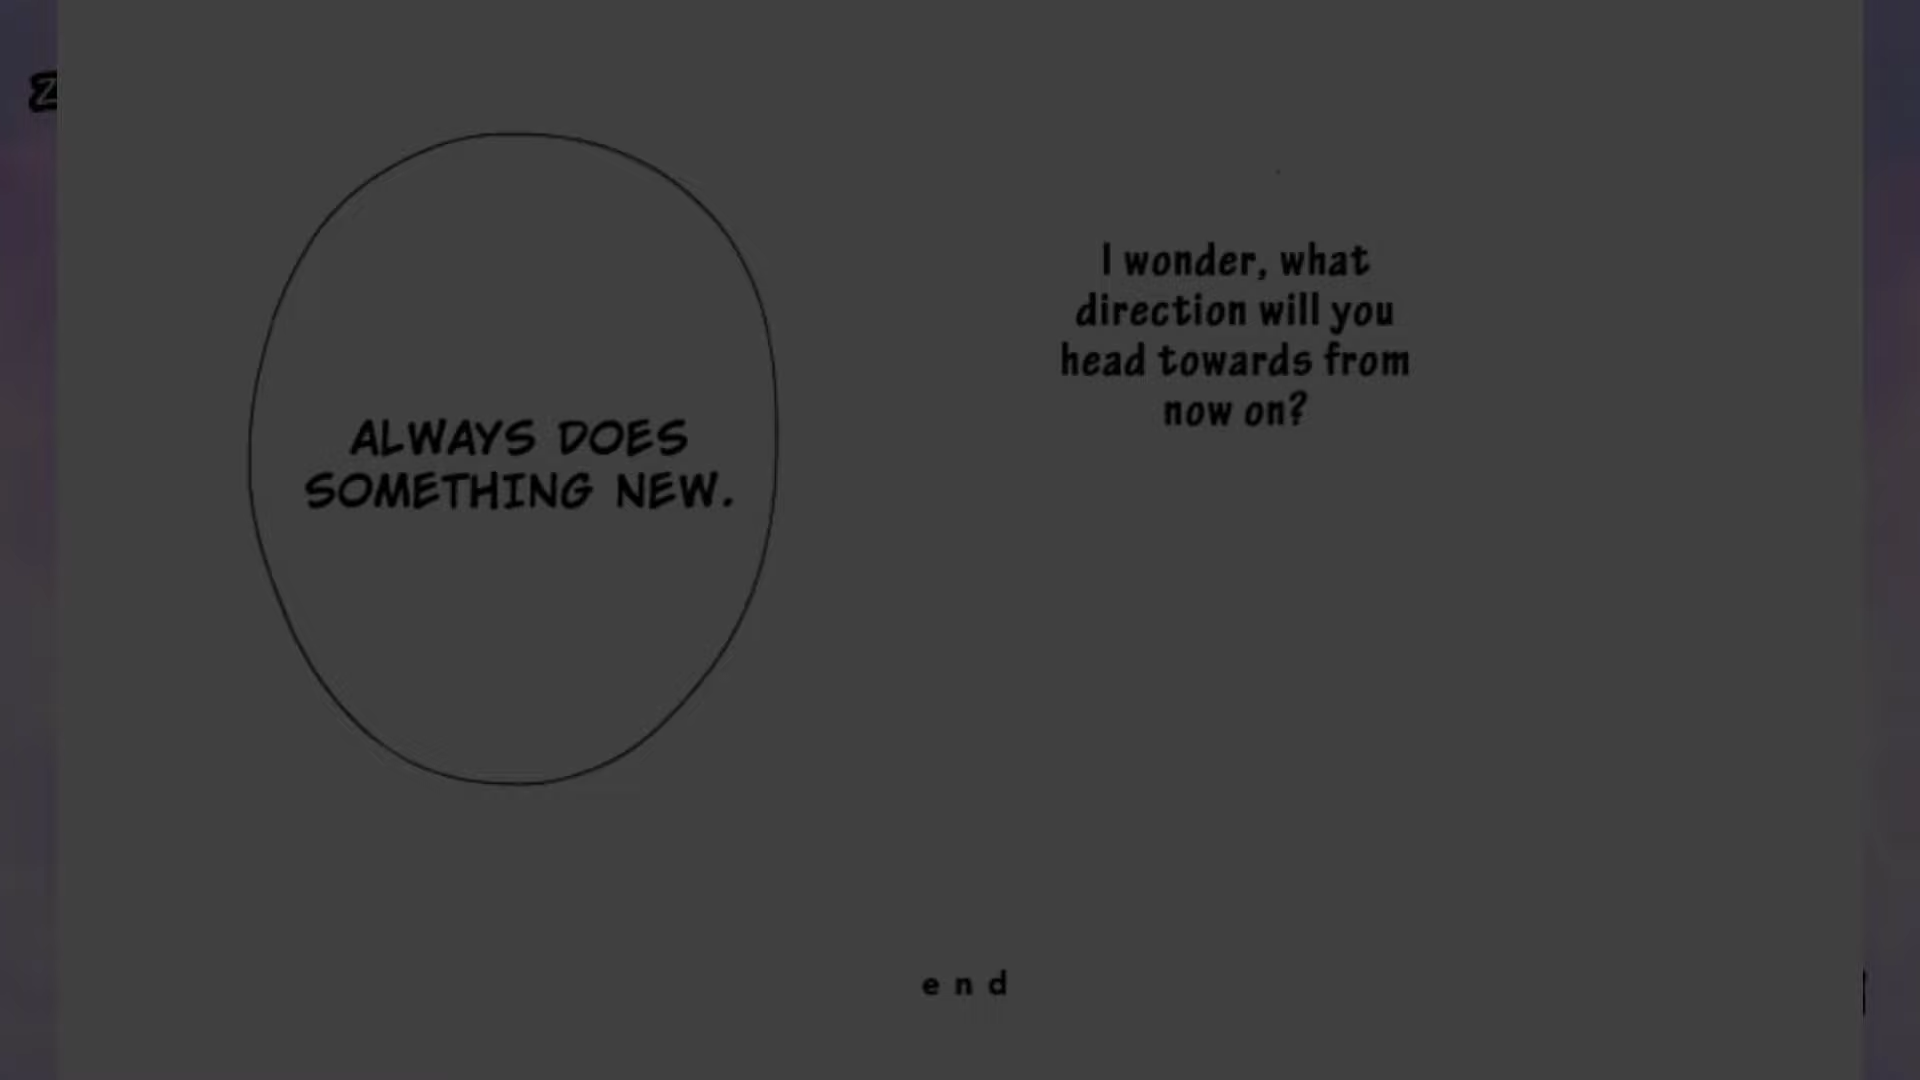 ALWAYS DOES
SOMETHING NEW.
I wonder, what
direction will you
head towards from
now on?
end